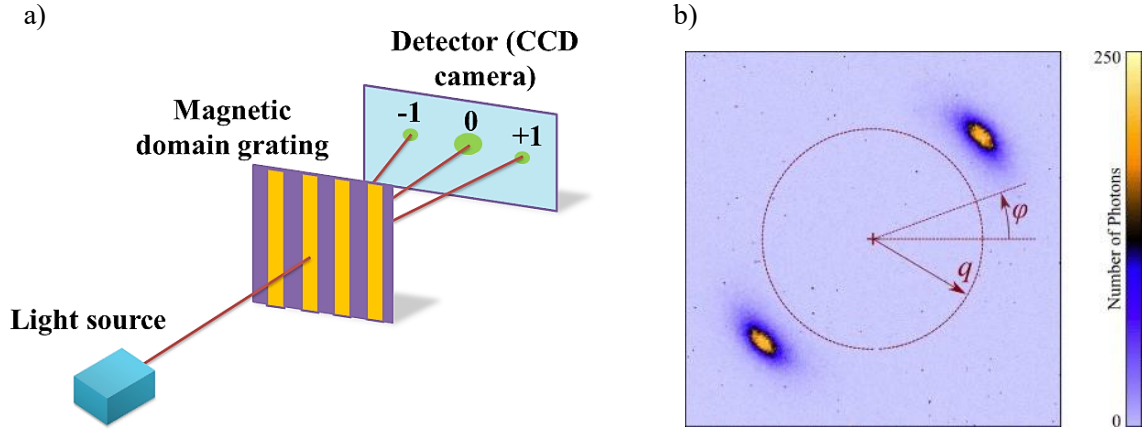 a)
Detector (CCD
camera)
-1
0
+1
Magnetic
domain grating
Light source
b)
250
Number of Photons
0
φ
q